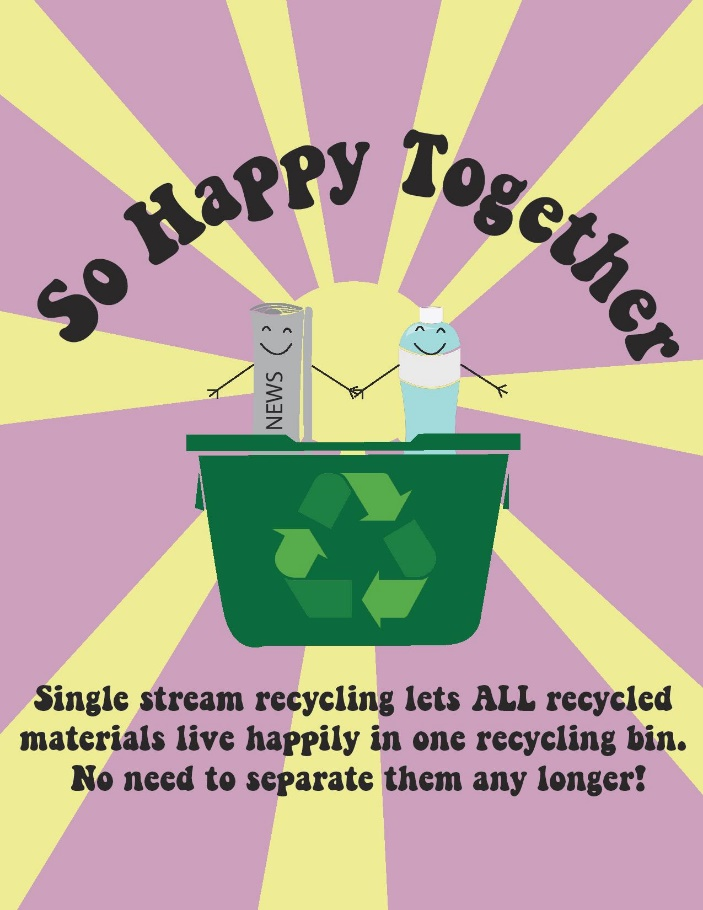 So Happy Together
NEWS
Single stream recycling lets ALL recycled
materials live happily in one recycling bin.
No need to separate them any longer!